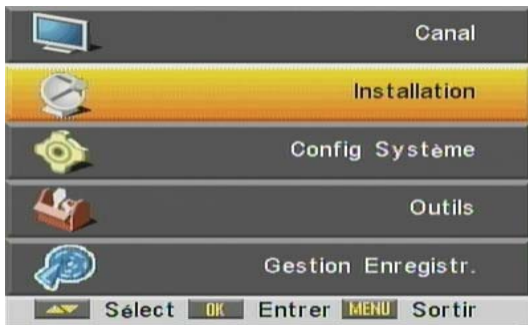 Canal
Installation
Config Système
Outils
Gestion Enregistr.
Sélect OK Entrer MENU Sortir